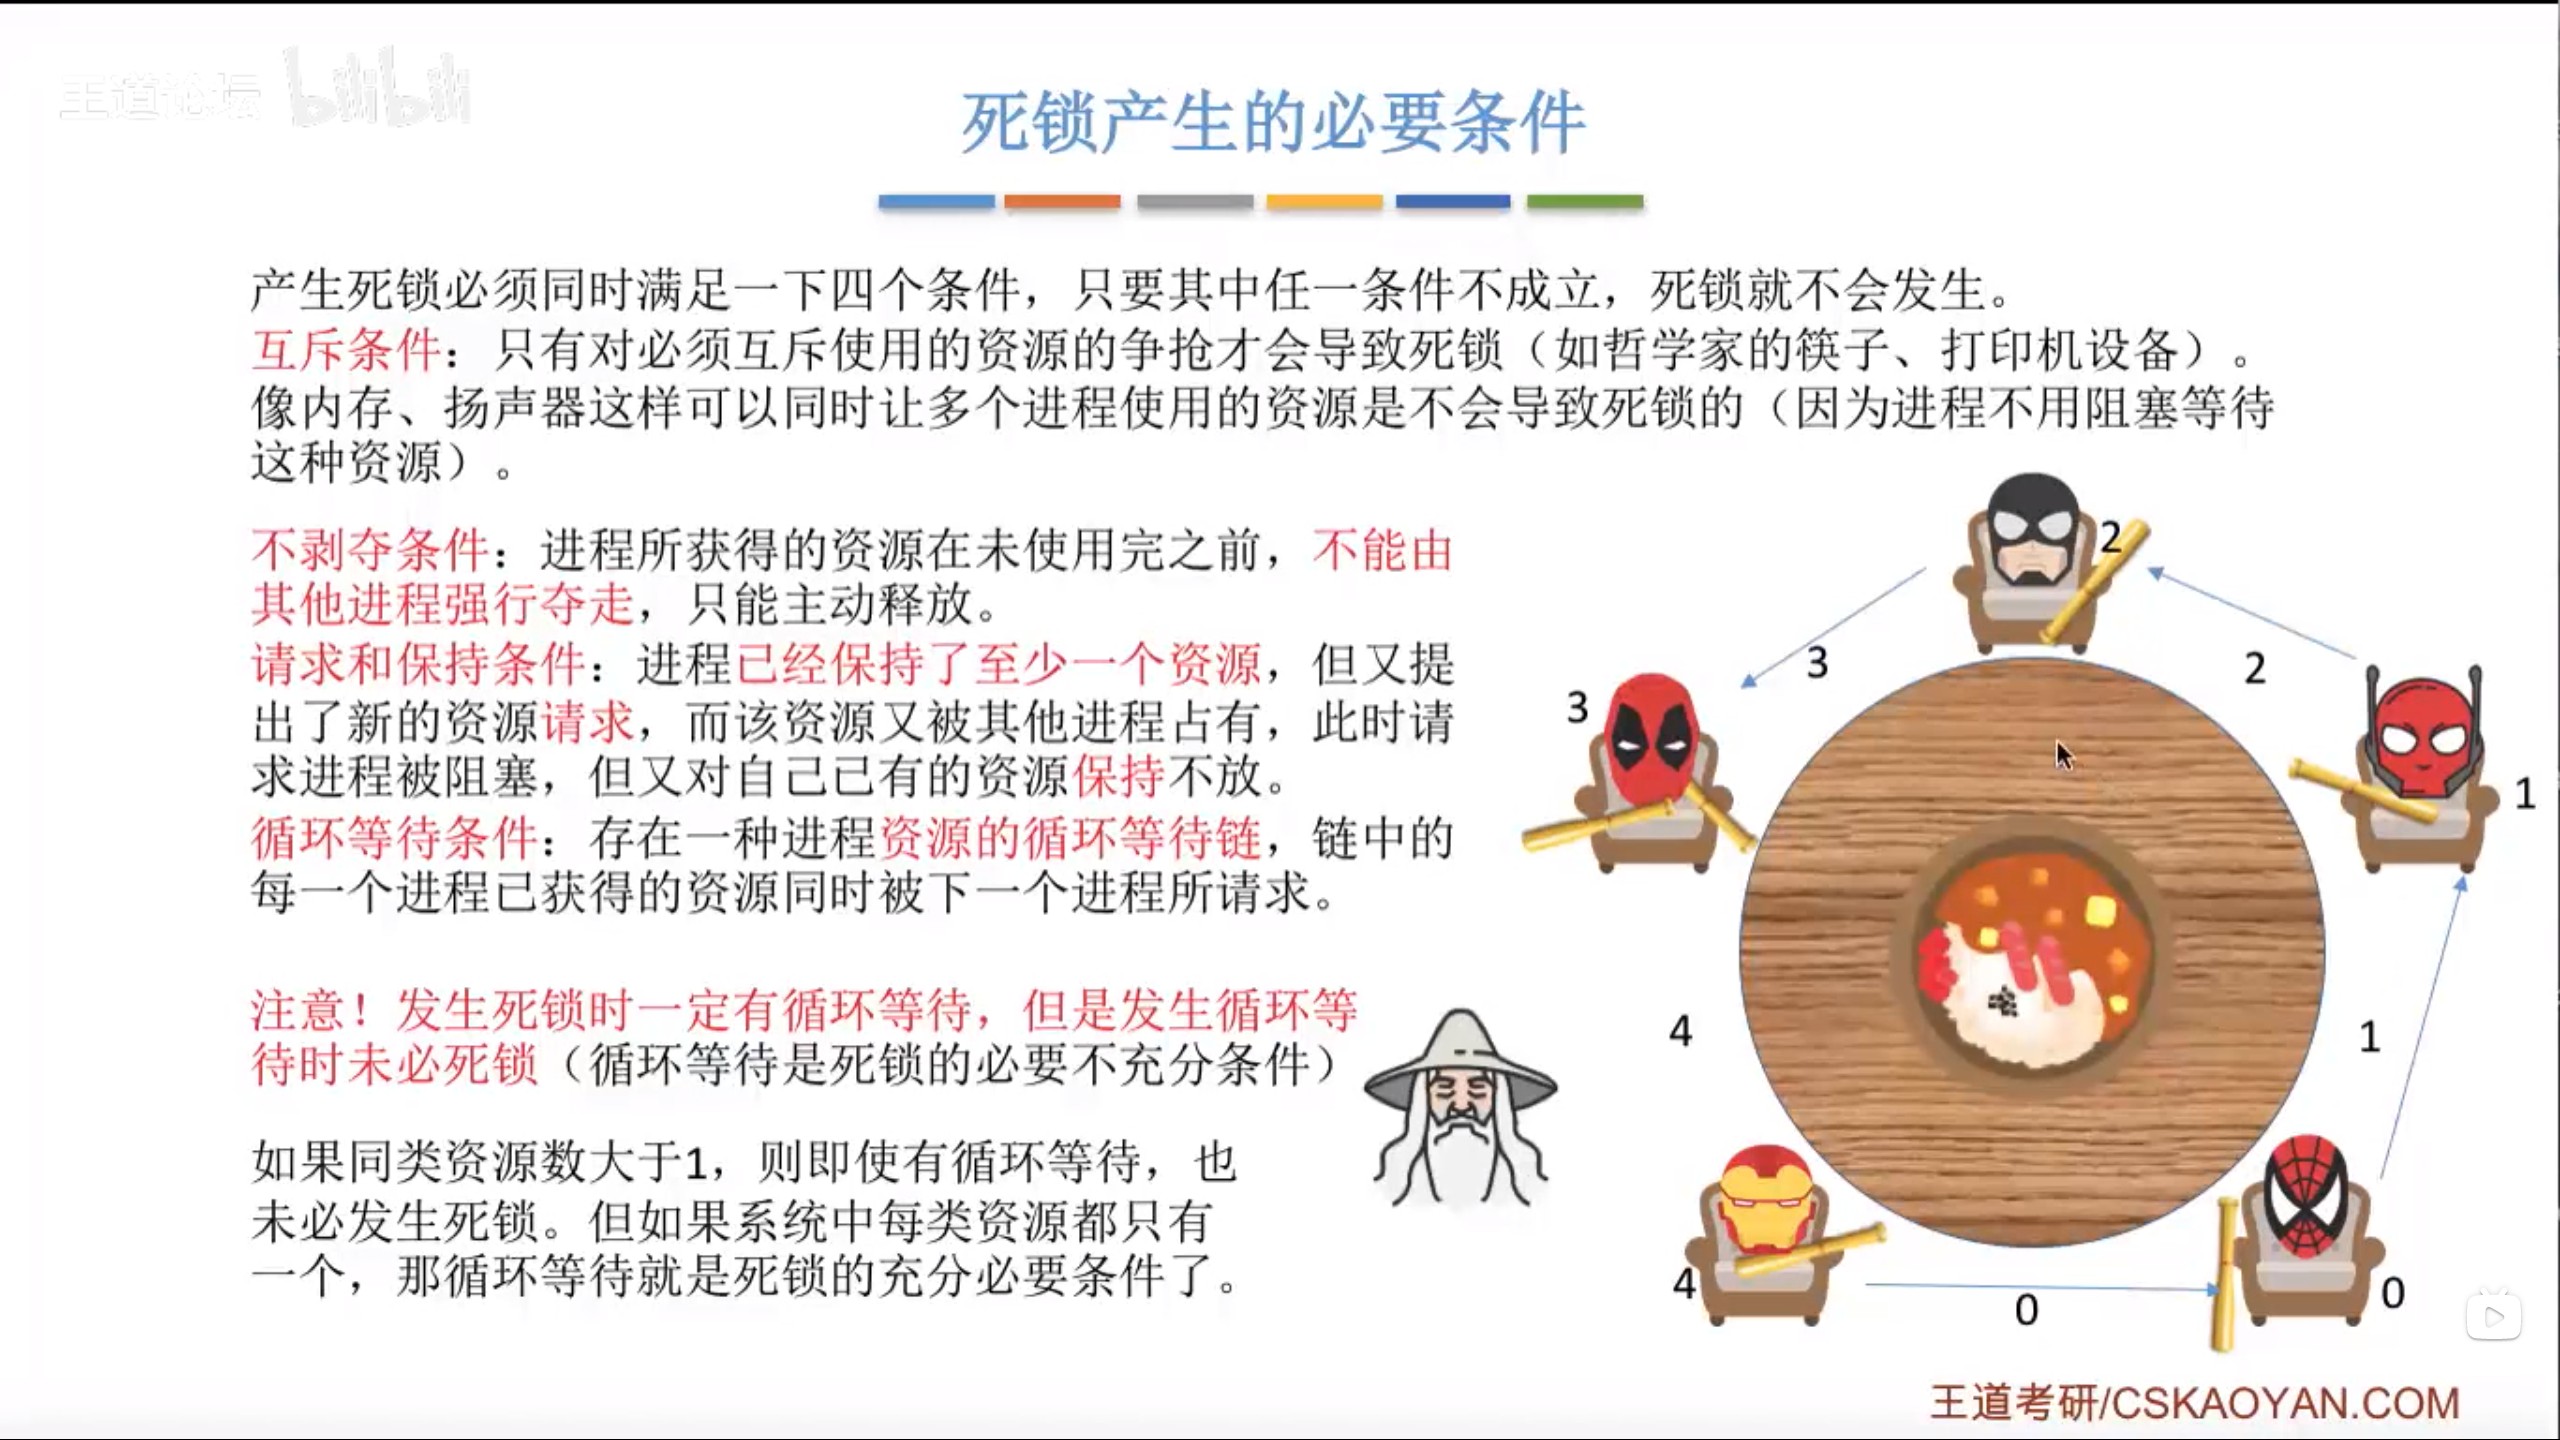 王道论坛 bilibili
死锁产生的必要条件
产生死锁必须同时满足一下四个条件，只要其中任一条件不成立，死锁就不会发生。
互斥条件：只有对必须互斥使用的资源的争抢才会导致死锁（如哲学家的筷子、打印机设备）。
像内存、扬声器这样可以同时让多个进程使用的资源是不会导致死锁的（因为进程不用阻塞等待
这种资源）。
不剥夺条件：进程所获得的资源在未使用完之前，不能由
其他进程强行夺走，只能主动释放。
请求和保持条件：进程已经保持了至少一个资源，但又提
出了新的资源请求，而该资源又被其他进程占有，此时请
求进程被阻塞，但又对自己已有的资源保持不放。
循环等待条件：存在一种进程资源的循环等待链，链中的
每一个进程已获得的资源同时被下一个进程所请求。
注意！发生死锁时一定有循环等待，但是发生循环等
待时未必死锁（循环等待是死锁的必要不充分条件）
如果同类资源数大于1，则即使有循环等待，也
未必发生死锁。但如果系统中每类资源都只有
一个，那循环等待就是死锁的充分必要条件了。
2
3
2
3
1
4
1
4
0
0
王道考研/CSKAOYAN.COM